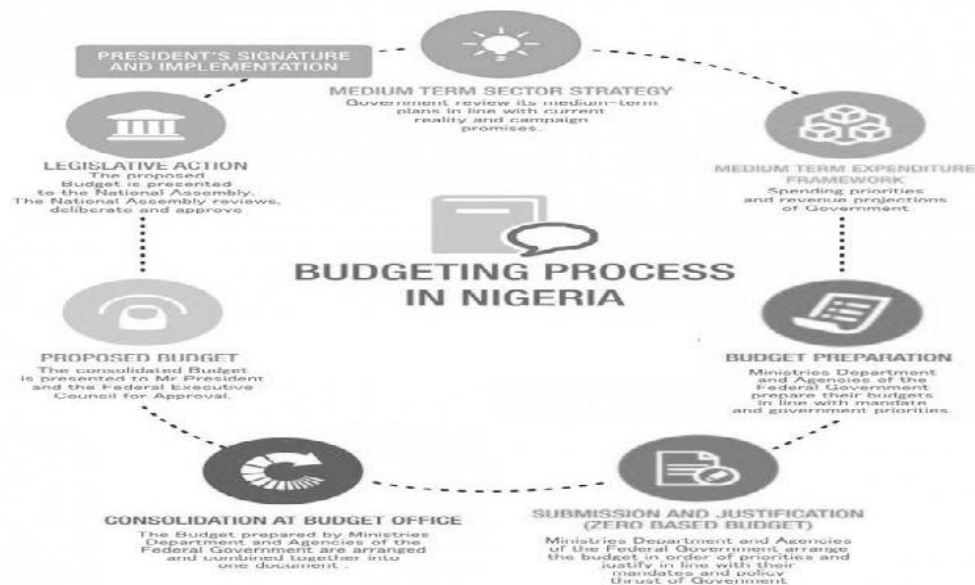 PRESIDENT'S SIGNATURE
AND IMPLEMENTATION
MEDIUM TERM SECTOR STRATEGY
Government review its medium-term
plans in line with current
reality and campaign
promises.
MEDIUM TERM EXPENDITURE
FRAMEWORK
Spending priorities
and revenue projections
of Government
BUDGET PREPARATION
Ministries Department
and Agencies of the
Federal Government
prepare their budgets
in line with mandate
and government priorities
SUBMISSION AND JUSTIFICATION
(ZERO BASED BUDGET)
Ministries Department and Agencies
of the Federal Government arrange
the budget in order of priorities and
justify in line with their
mandates and policy
thrust of Government
CONSOLIDATION AT BUDGET OFFICE
The Budget prepared by Ministries
Department and Agencies of the
Federal Government are arranged
and combined together into
one document .
PROPOSED BUDGET
The consolidated Budget
is presented to Mr President
and the Federal Executive
Council for Approval.
LEGISLATIVE ACTION
The proposed
Budget is presented
to the National Assembly.
The National Assembly reviews,
deliberate and approve
BUDGETING PROCESS
IN NIGERIA